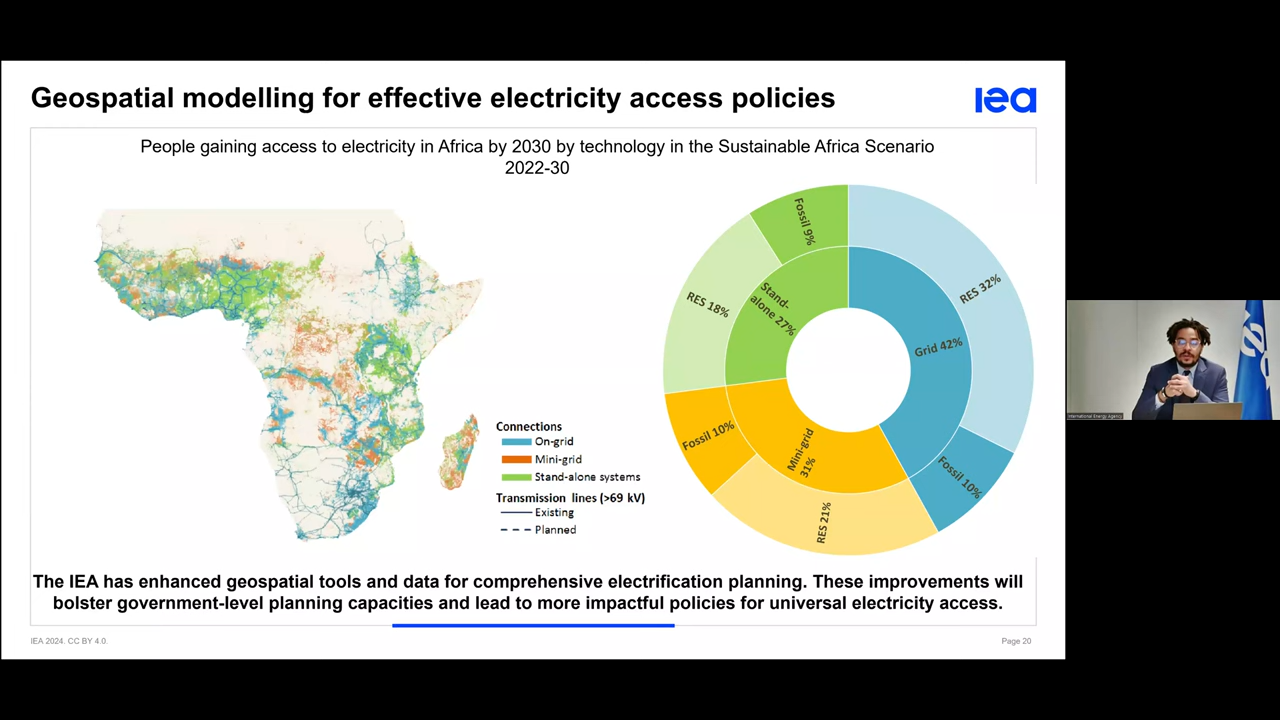 Geospatial modelling for effective electricity access policies
iea
People gaining access to electricity in Africa by 2030 by technology in the Sustainable Africa Scenario
2022-30
Fossil 9%
RES 18%
Stand-
alone 27%
RES 32%
Grid 42%
Fossil 10%
Mini-grid
31%
RES 21%
Fossil 10%
Connections
On-grid
Mini-grid
Stand-alone systems
Transmission lines (>69 kV)
Existing
Planned
The IEA has enhanced geospatial tools and data for comprehensive electrification planning. These improvements will
bolster government-level planning capacities and lead to more impactful policies for universal electricity access.
IEA 2024. CC BY 4.0.
Page 20
International Energy Agency